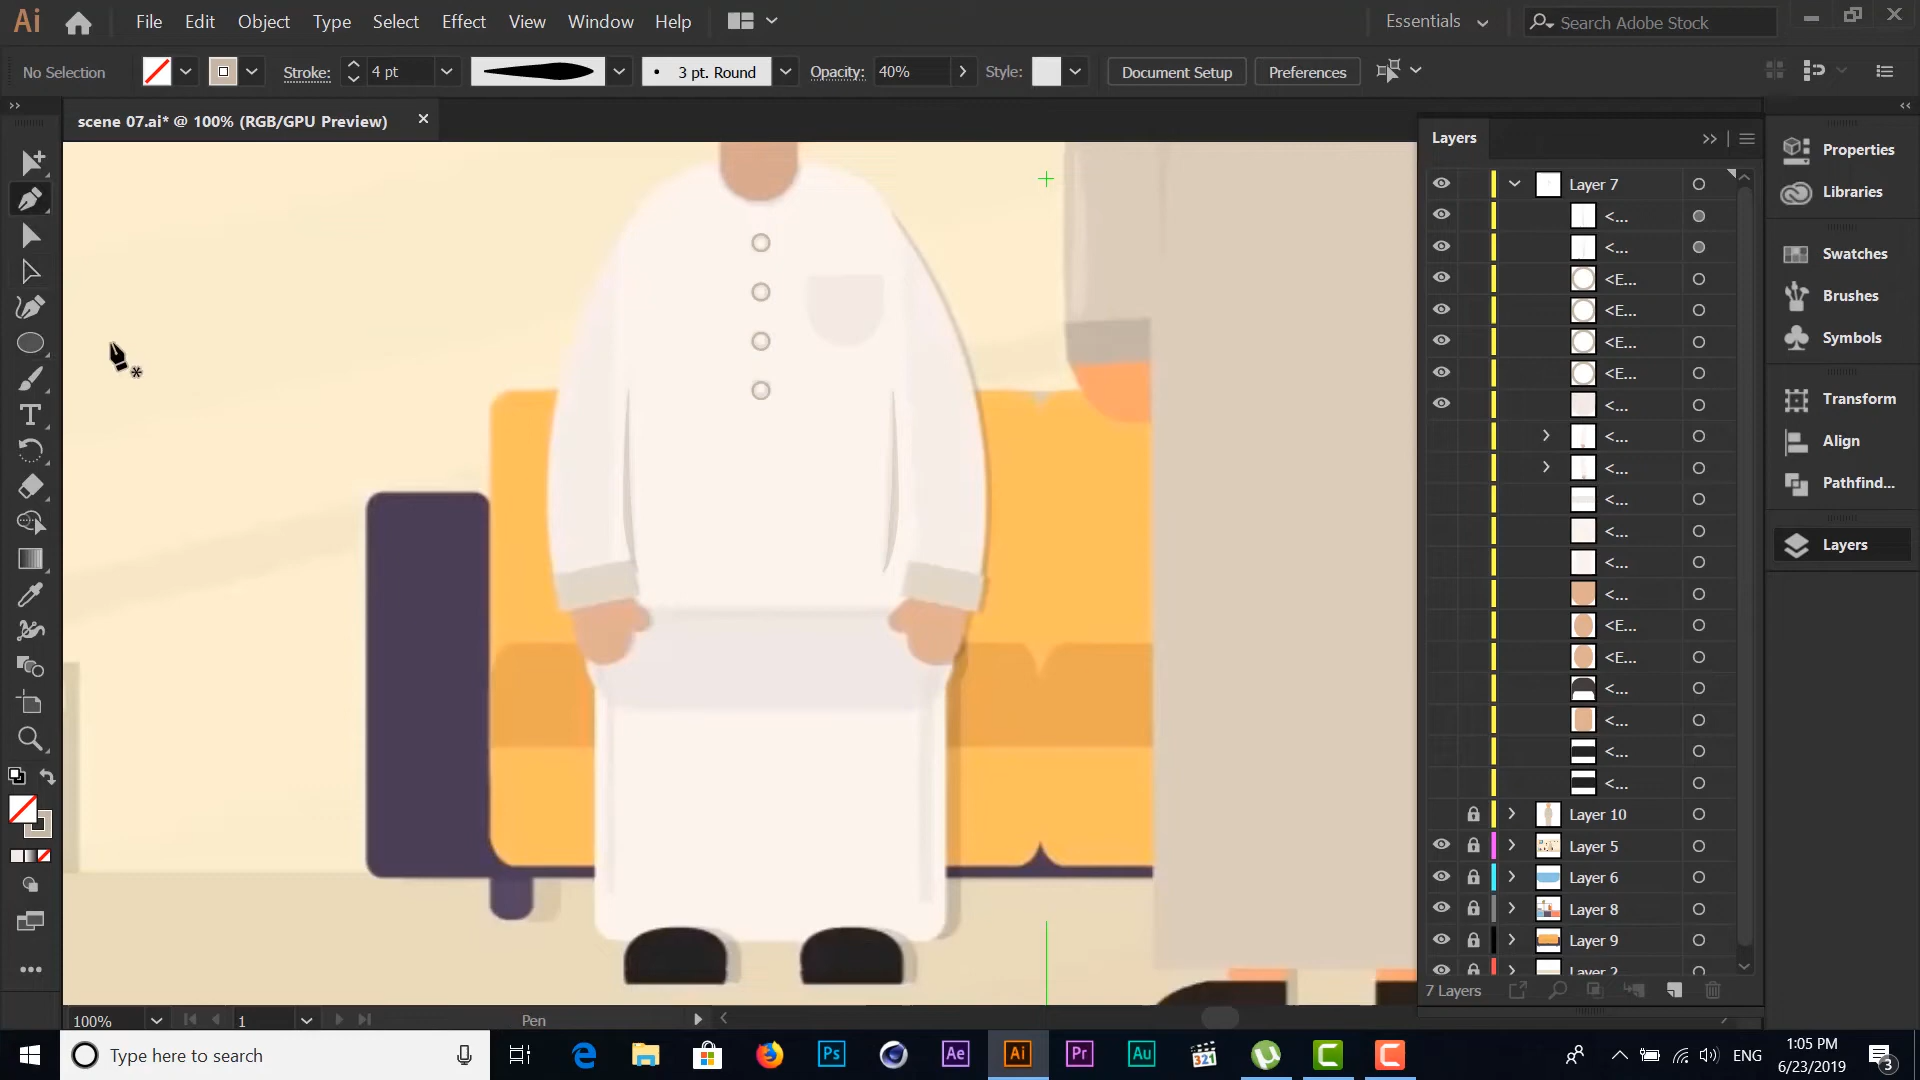 Ai File Edit Object Type Select Effect View Window Help Essentials Search Adobe Stock
No Selection Stroke: 4 pt 3 pt. Round Opacity: 40% Style: Document Setup Preferences
scene 07.ai* @ 100% (RGB/GPU Preview)
Layers
Layer 7
<...
<...
<E...
<E...
<E...
<E...
<...
<...
<...
<...
<...
<...
<...
<E...
<E...
<...
<...
<...
<...
Layer 10
Layer 5
Layer 6
Layer 8
Layer 9
Layer 2
7 Layers
Properties
Libraries
Swatches
Brushes
Symbols
Transform
Align
Pathfind...
Layers
100% 1 Pen
Type here to search
Ps Ae Ai Pr Au 321
ENG
1:05 PM
6/23/2019
3